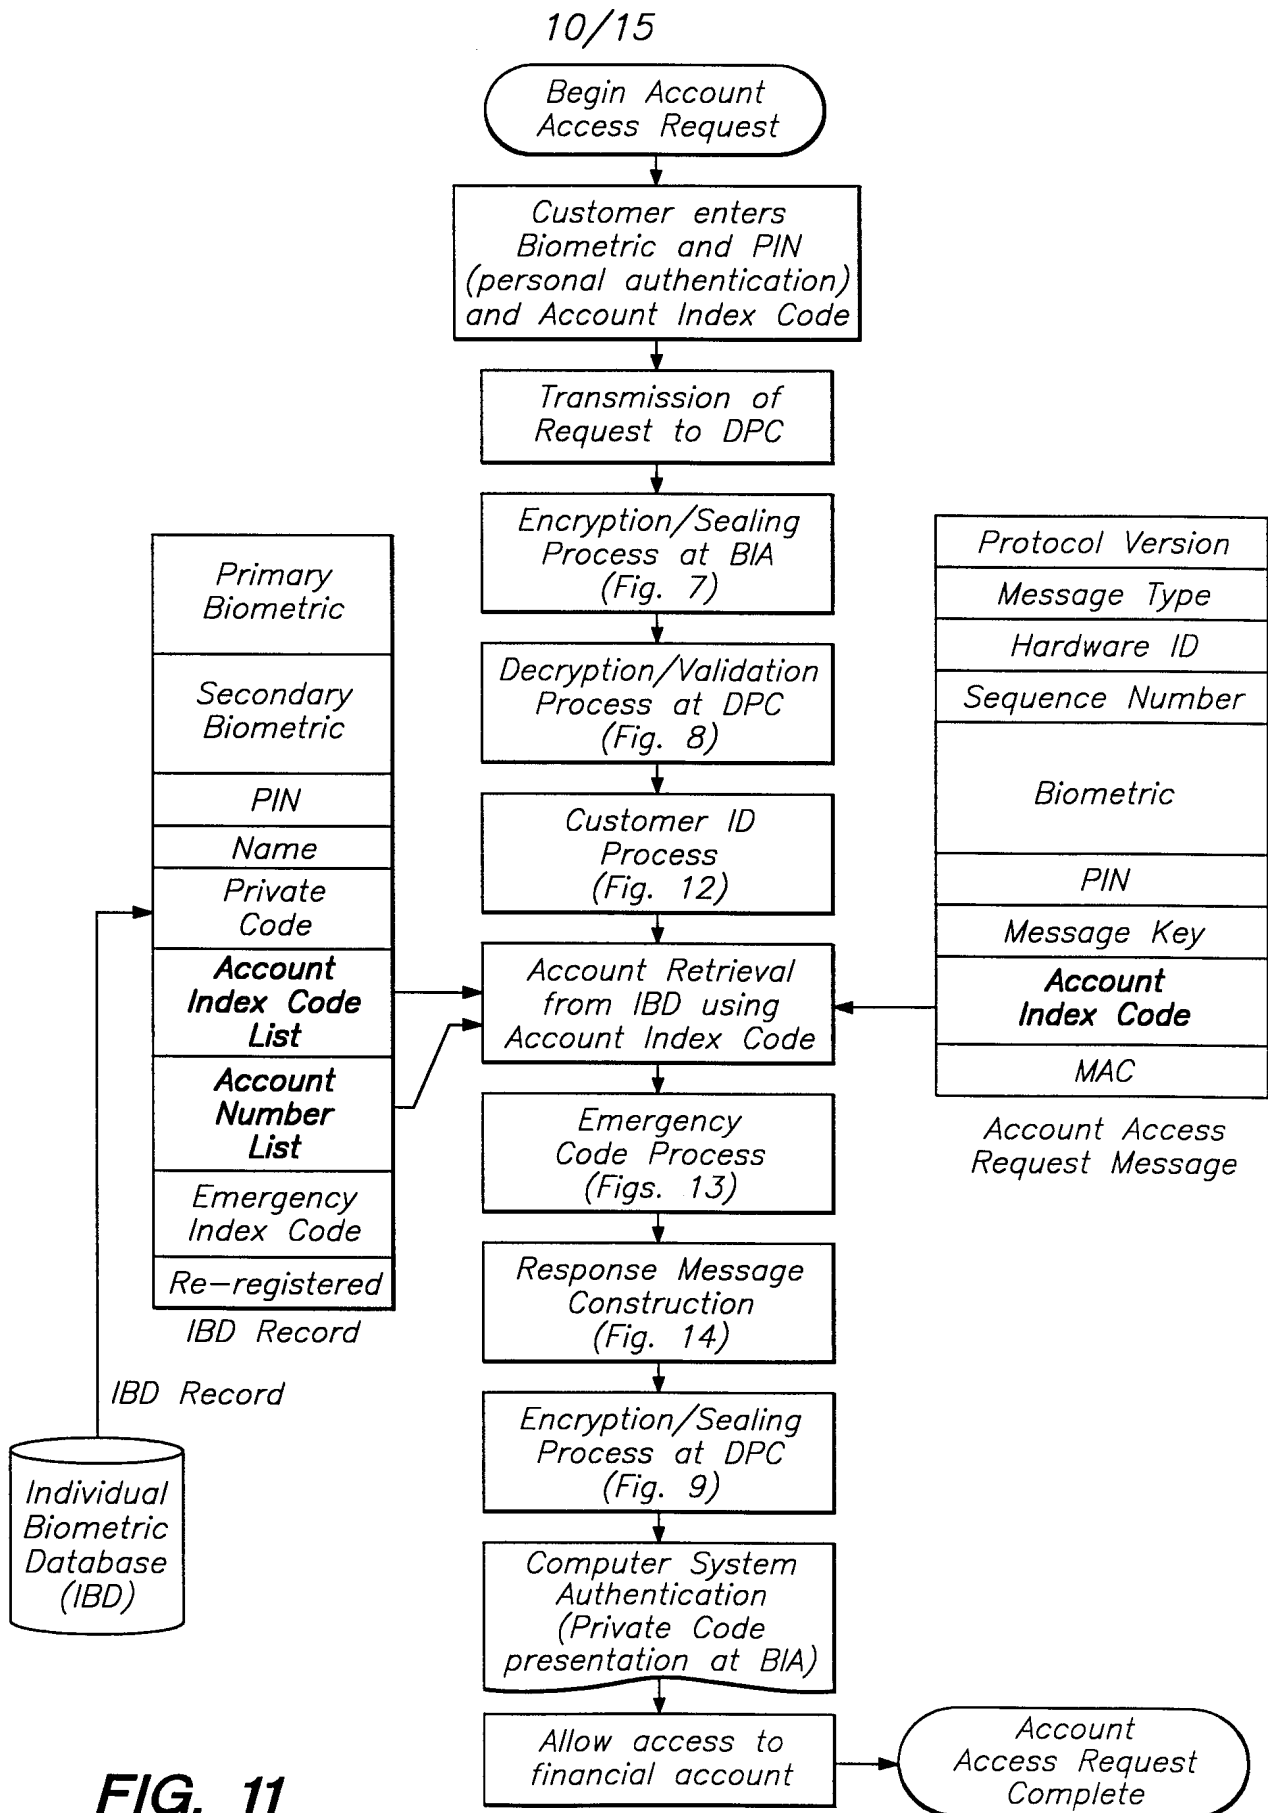 10/15
Begin Account
Access Request
Customer enters
Biometric and PIN
(personal authentication)
and Account Index Code
Transmission of
Request to DPC
Encryption/Sealing
Process at BIA
(Fig. 7)
Decryption/Validation
Process at DPC
(Fig. 8)
Customer ID
Process
(Fig. 12)
Account Retrieval
from IBD using
Account Index Code
Emergency
Code Process
(Figs. 13)
Response Message
Construction
(Fig. 14)
Encryption/Sealing
Process at DPC
(Fig. 9)
Computer System
Authentication
(Private Code
presentation at BIA)
Allow access to
financial account
Account
Access Request
Complete
Primary
Biometric
Secondary
Biometric
PIN
Name
Private
Code
Account
Index Code
List
Account
Number
List
Emergency
Index Code
Re-registered
IBD Record
IBD Record
Individual
Biometric
Database
(IBD)
Protocol Version
Message Type
Hardware ID
Sequence Number
Biometric
PIN
Message Key
Account
Index Code
MAC
Account Access
Request Message
FIG. 11